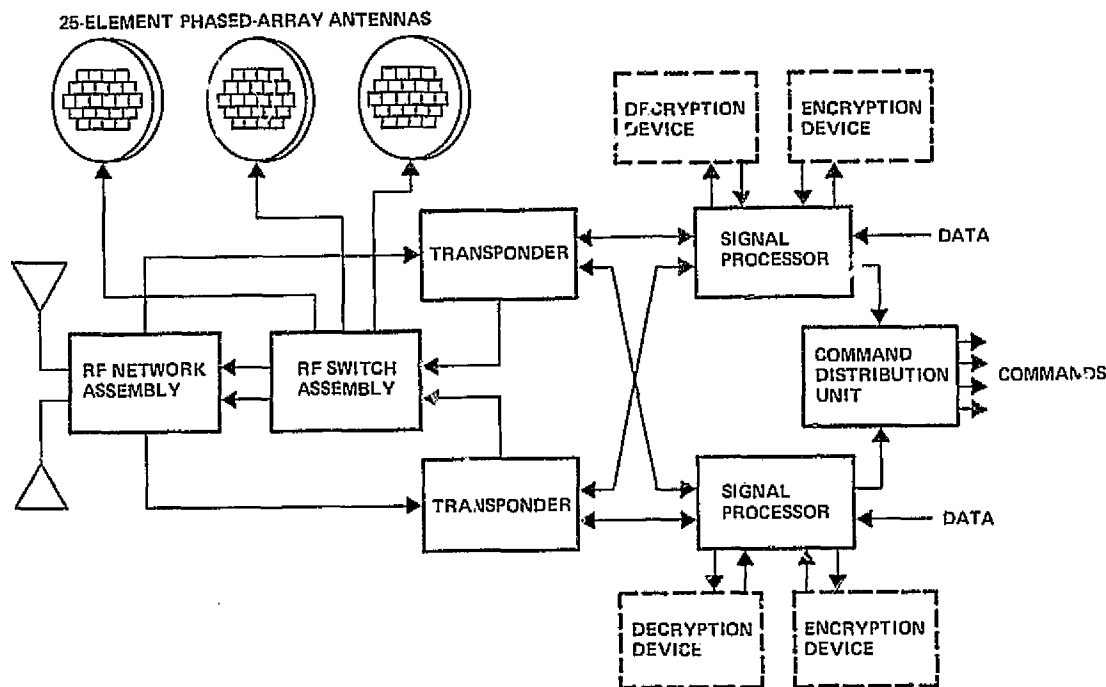 25-ELEMENT PHASED-ARRAY ANTENNAS
DECRYPTION
DEVICE
ENCRYPTION
DEVICE
TRANSPONDER
SIGNAL
PROCESSOR
DATA
RF NETWORK
ASSEMBLY
RF SWITCH
ASSEMBLY
COMMAND
DISTRIBUTION
UNIT
COMMANDS
TRANSPONDER
SIGNAL
PROCESSOR
DATA
DECRYPTION
DEVICE
ENCRYPTION
DEVICE